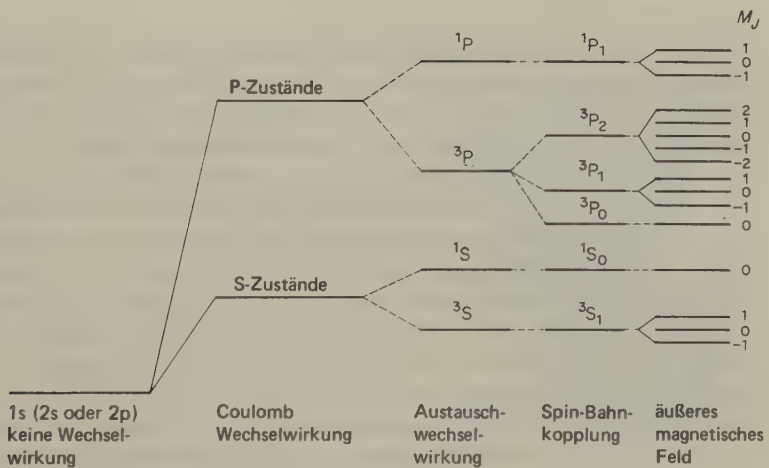 M_J
¹P
¹P₁
1
0
-1
P-Zustände
³P
³P₂
2
1
0
-1
-2
³P₁
1
0
-1
³P₀
0
S-Zustände
¹S
¹S₀
0
³S
³S₁
1
0
-1
1s (2s oder 2p)
keine Wechsel-
wirkung
Coulomb
Wechselwirkung
Austausch-
wechsel-
wirkung
Spin-Bahn-
kopplung
äußeres
magnetisches
Feld